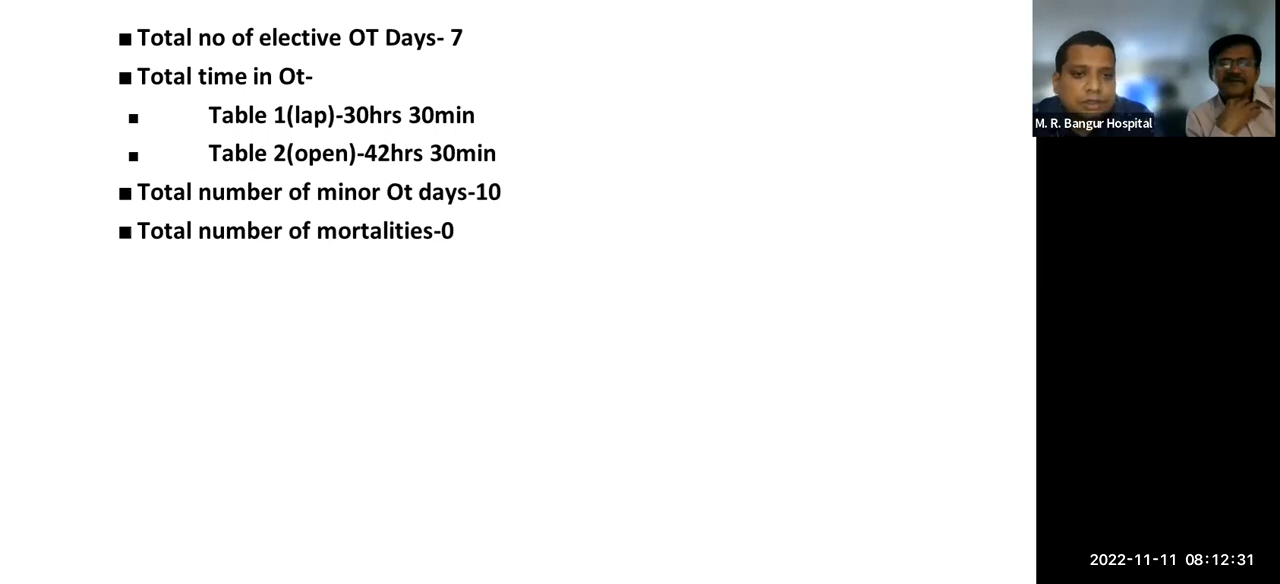 ■ Total no of elective OT Days- 7
■ Total time in Ot-
■ Table 1(lap)-30hrs 30min
■ Table 2(open)-42hrs 30min
■ Total number of minor Ot days-10
■ Total number of mortalities-0
M. R. Bangur Hospital
2022-11-11 08:12:31